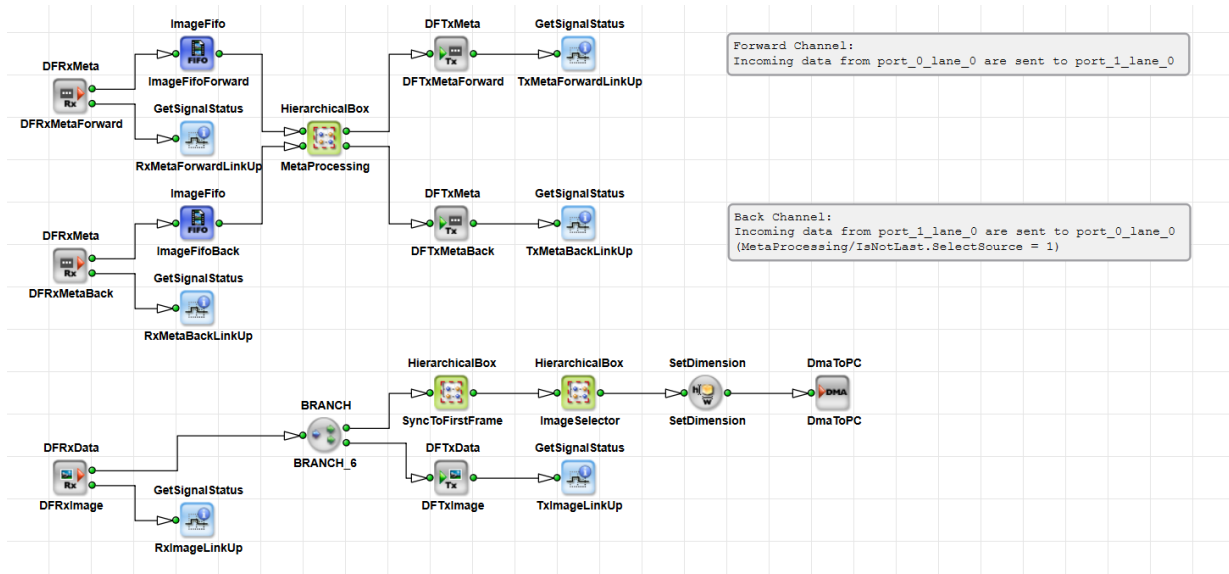 ImageFifo
DFTxMeta
GetSignalStatus
Forward Channel:
Incoming data from port_0_lane_0 are sent to port_1_lane_0
DFRxMeta
FIFO
Tx
ImageFifoForward
DFTxMetaForward
TxMetaForwardLinkUp
Rx
GetSignalStatus
HierarchicalBox
DFRxMetaForward
RxMetaForwardLinkUp
MetaProcessing
ImageFifo
DFTxMeta
GetSignalStatus
Back Channel:
Incoming data from port_1_lane_0 are sent to port_0_lane_0
(MetaProcessing/IsNotLast.SelectSource = 1)
DFRxMeta
FIFO
Tx
ImageFifoBack
DFTxMetaBack
TxMetaBackLinkUp
Rx
GetSignalStatus
DFRxMetaBack
RxMetaBackLinkUp
HierarchicalBox
HierarchicalBox
SetDimension
DmaToPC
h
w
DMA
BRANCH
SyncToFirstFrame
ImageSelector
SetDimension
DmaToPC
DFRxData
DFTxData
GetSignalStatus
BRANCH_6
Rx
Tx
GetSignalStatus
DFRxImage
DFTxImage
TxImageLinkUp
RxImageLinkUp